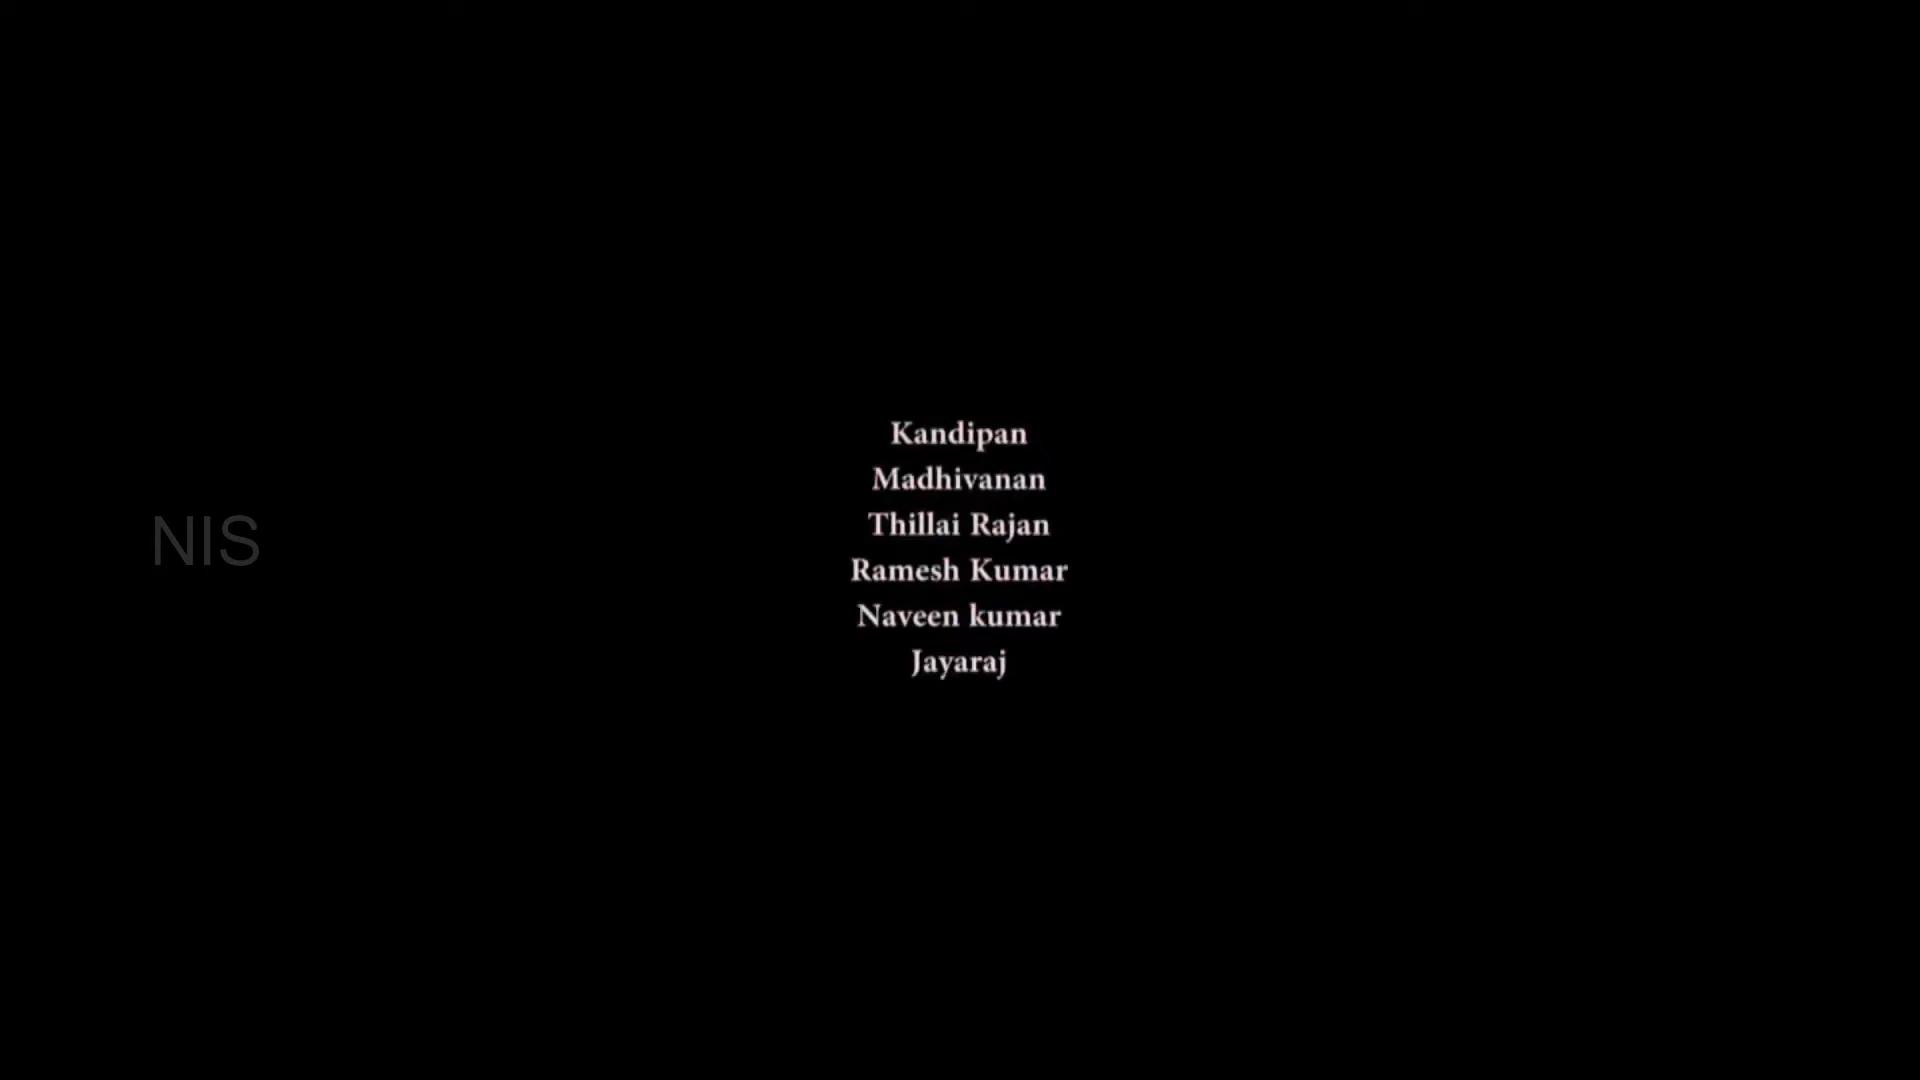 Kandipan
Madhivanan
Thillai Rajan
NIS
Ramesh Kumar
Naveen kumar
Jayaraj